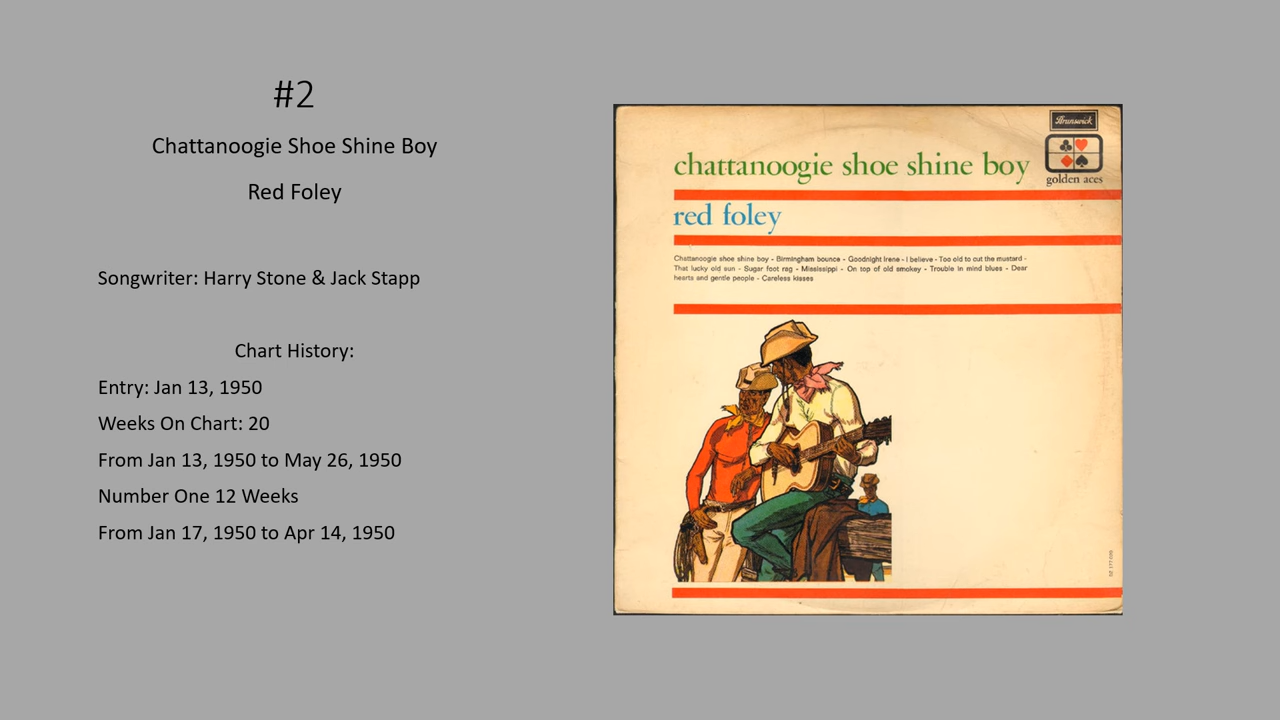 #2
Chattanoogie Shoe Shine Boy
Red Foley
Songwriter: Harry Stone & Jack Stapp
Chart History:
Entry: Jan 13, 1950
Weeks On Chart: 20
From Jan 13, 1950 to May 26, 1950
Number One 12 Weeks
From Jan 17, 1950 to Apr 14, 1950
Brunswick
golden aces
chattanoogie shoe shine boy
red foley
Chattanoogie shoe shine boy - Birmingham bounce - Goodnight Irene - I believe - Too old to cut the mustard -
That lucky old sun - Sugar foot rag - Mississippi - On top of old smokey - Trouble in mind blues - Dear
hearts and gentle people - Careless kisses